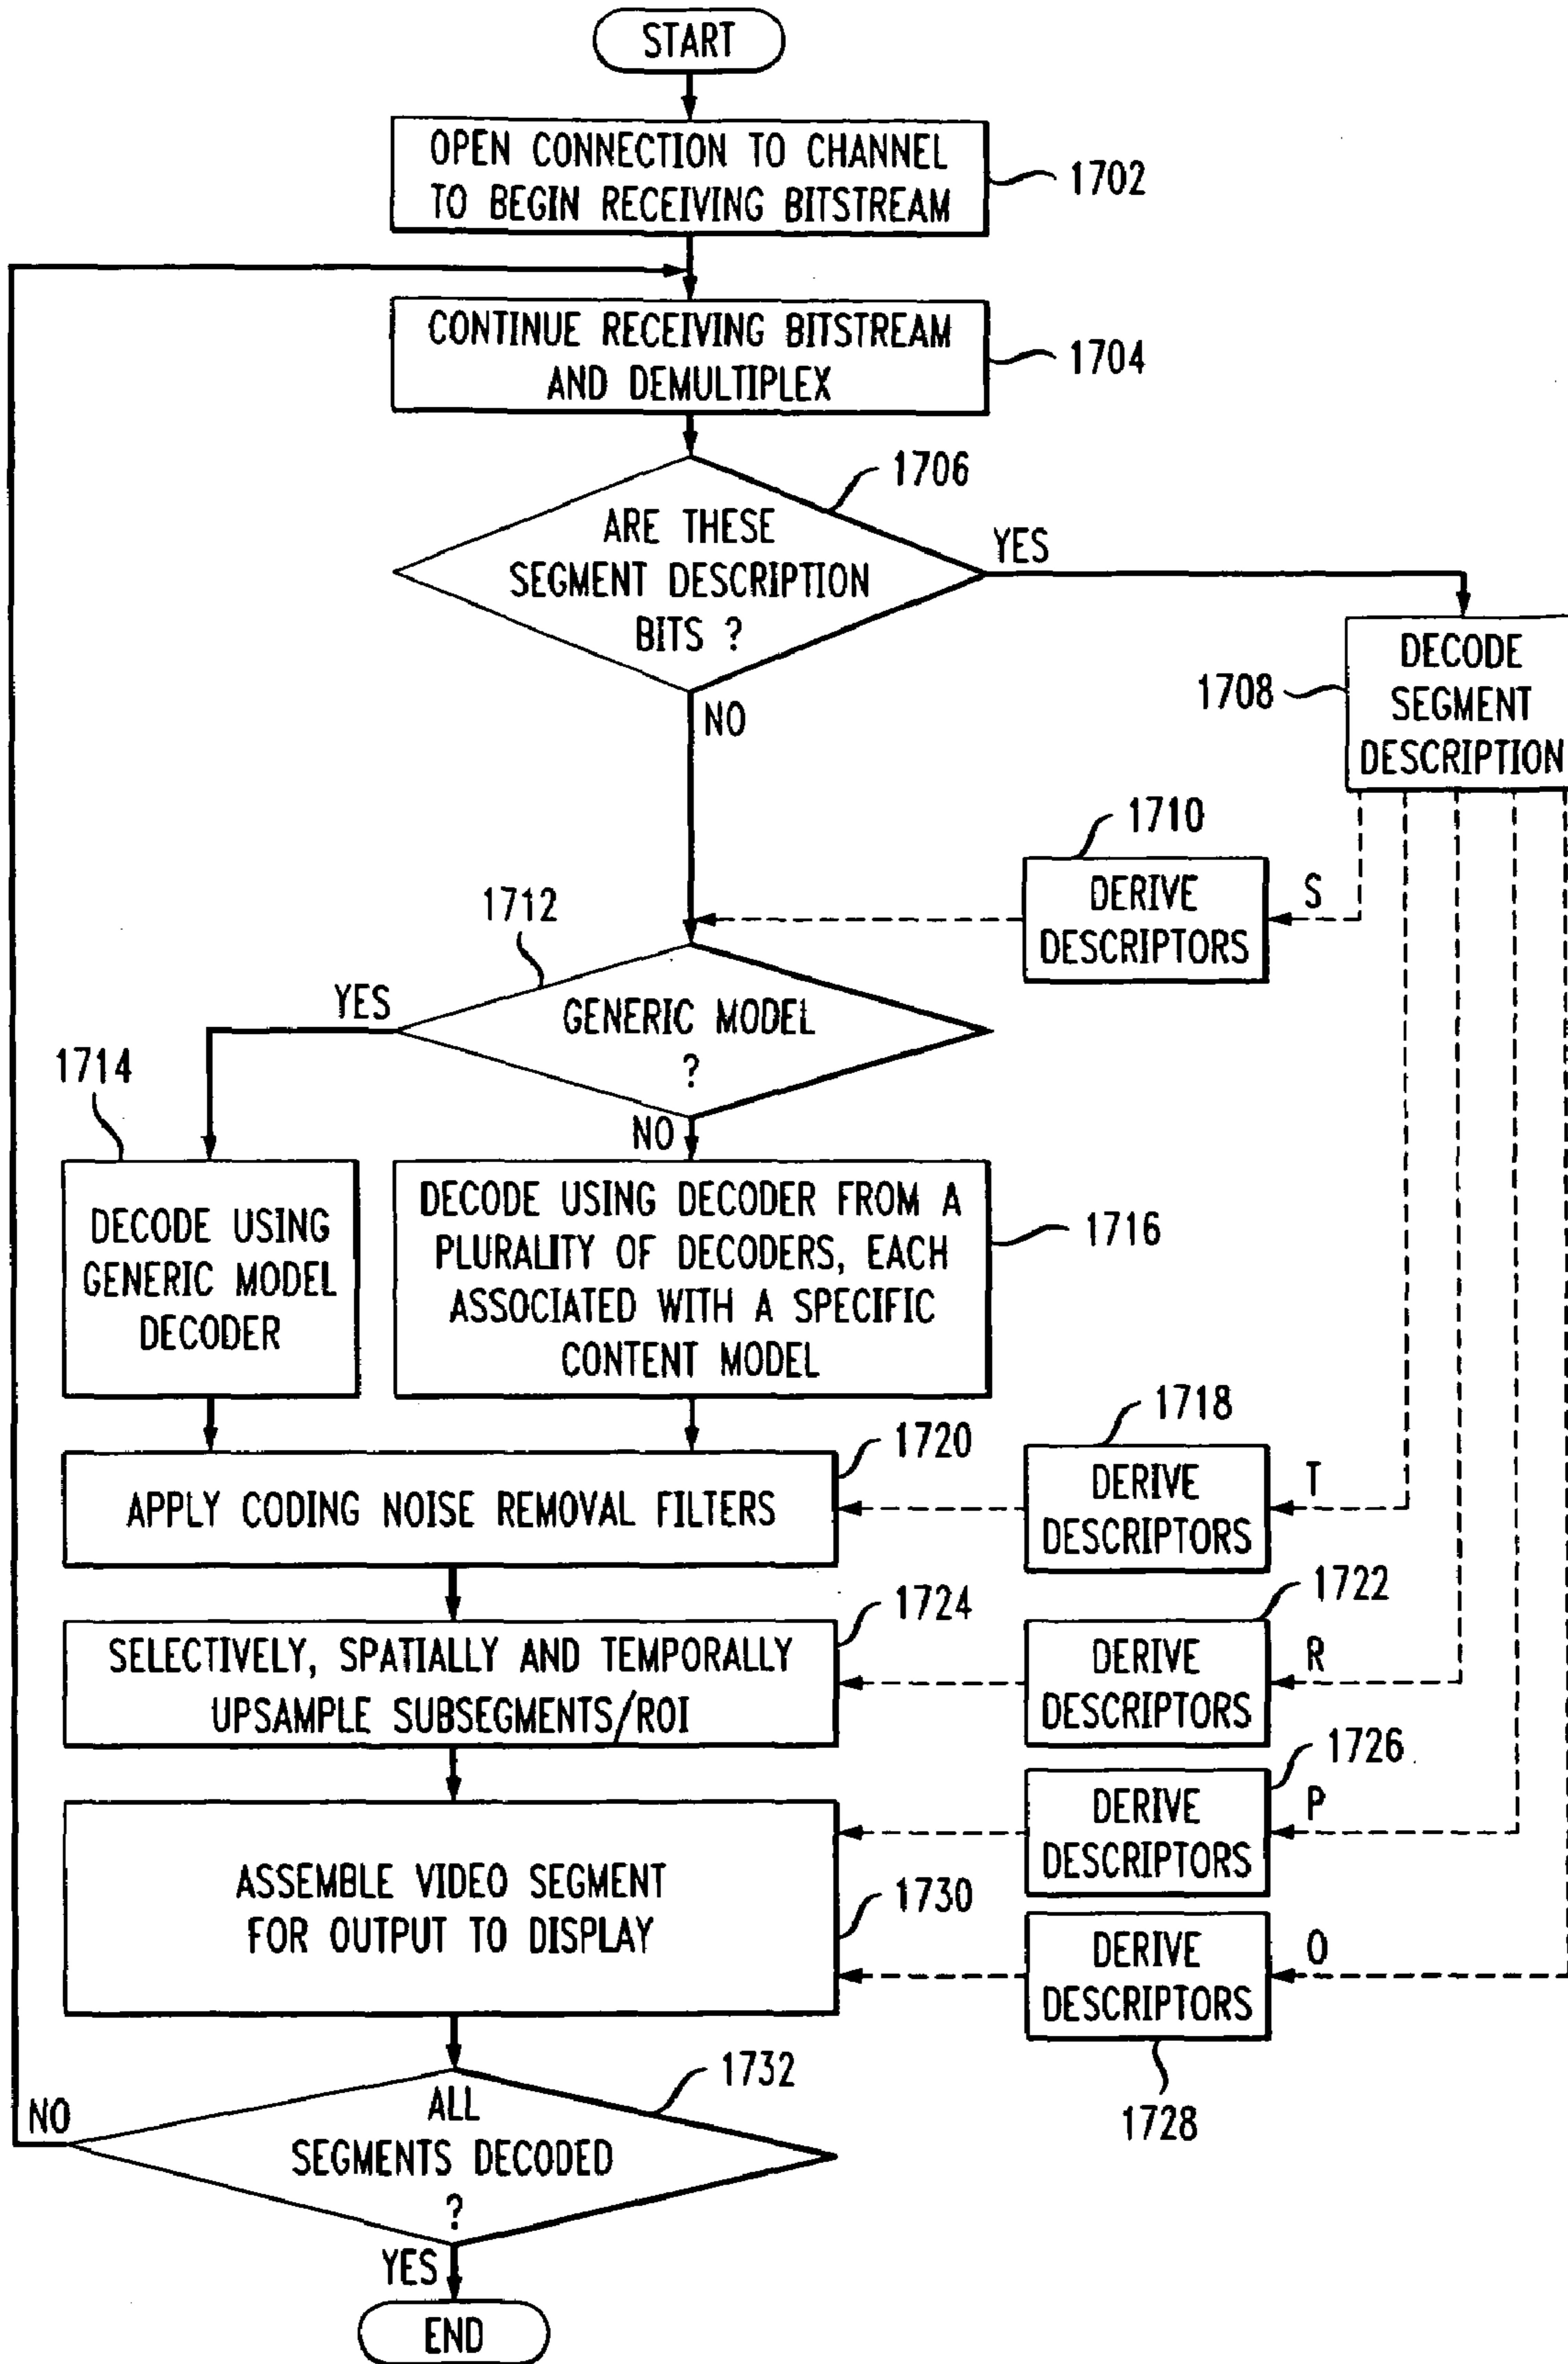 START
OPEN CONNECTION TO CHANNEL
TO BEGIN RECEIVING BITSTREAM
1702
CONTINUE RECEIVING BITSTREAM
AND DEMULTIPLEX
1704
1706
ARE THESE
SEGMENT DESCRIPTION
BITS ?
YES
NO
DECODE
SEGMENT
DESCRIPTION
1708
1710
DERIVE
DESCRIPTORS
S
1712
GENERIC MODEL
?
YES
NO
1714
DECODE USING
GENERIC MODEL
DECODER
DECODE USING DECODER FROM A
PLURALITY OF DECODERS, EACH
ASSOCIATED WITH A SPECIFIC
CONTENT MODEL
1716
1718
DERIVE
DESCRIPTORS
T
1720
APPLY CODING NOISE REMOVAL FILTERS
1722
DERIVE
DESCRIPTORS
R
1724
SELECTIVELY, SPATIALLY AND TEMPORALLY
UPSAMPLE SUBSEGMENTS/ROI
1726
DERIVE
DESCRIPTORS
P
ASSEMBLE VIDEO SEGMENT
FOR OUTPUT TO DISPLAY
1730
DERIVE
DESCRIPTORS
O
1728
1732
ALL
SEGMENTS DECODED
?
NO
YES
END